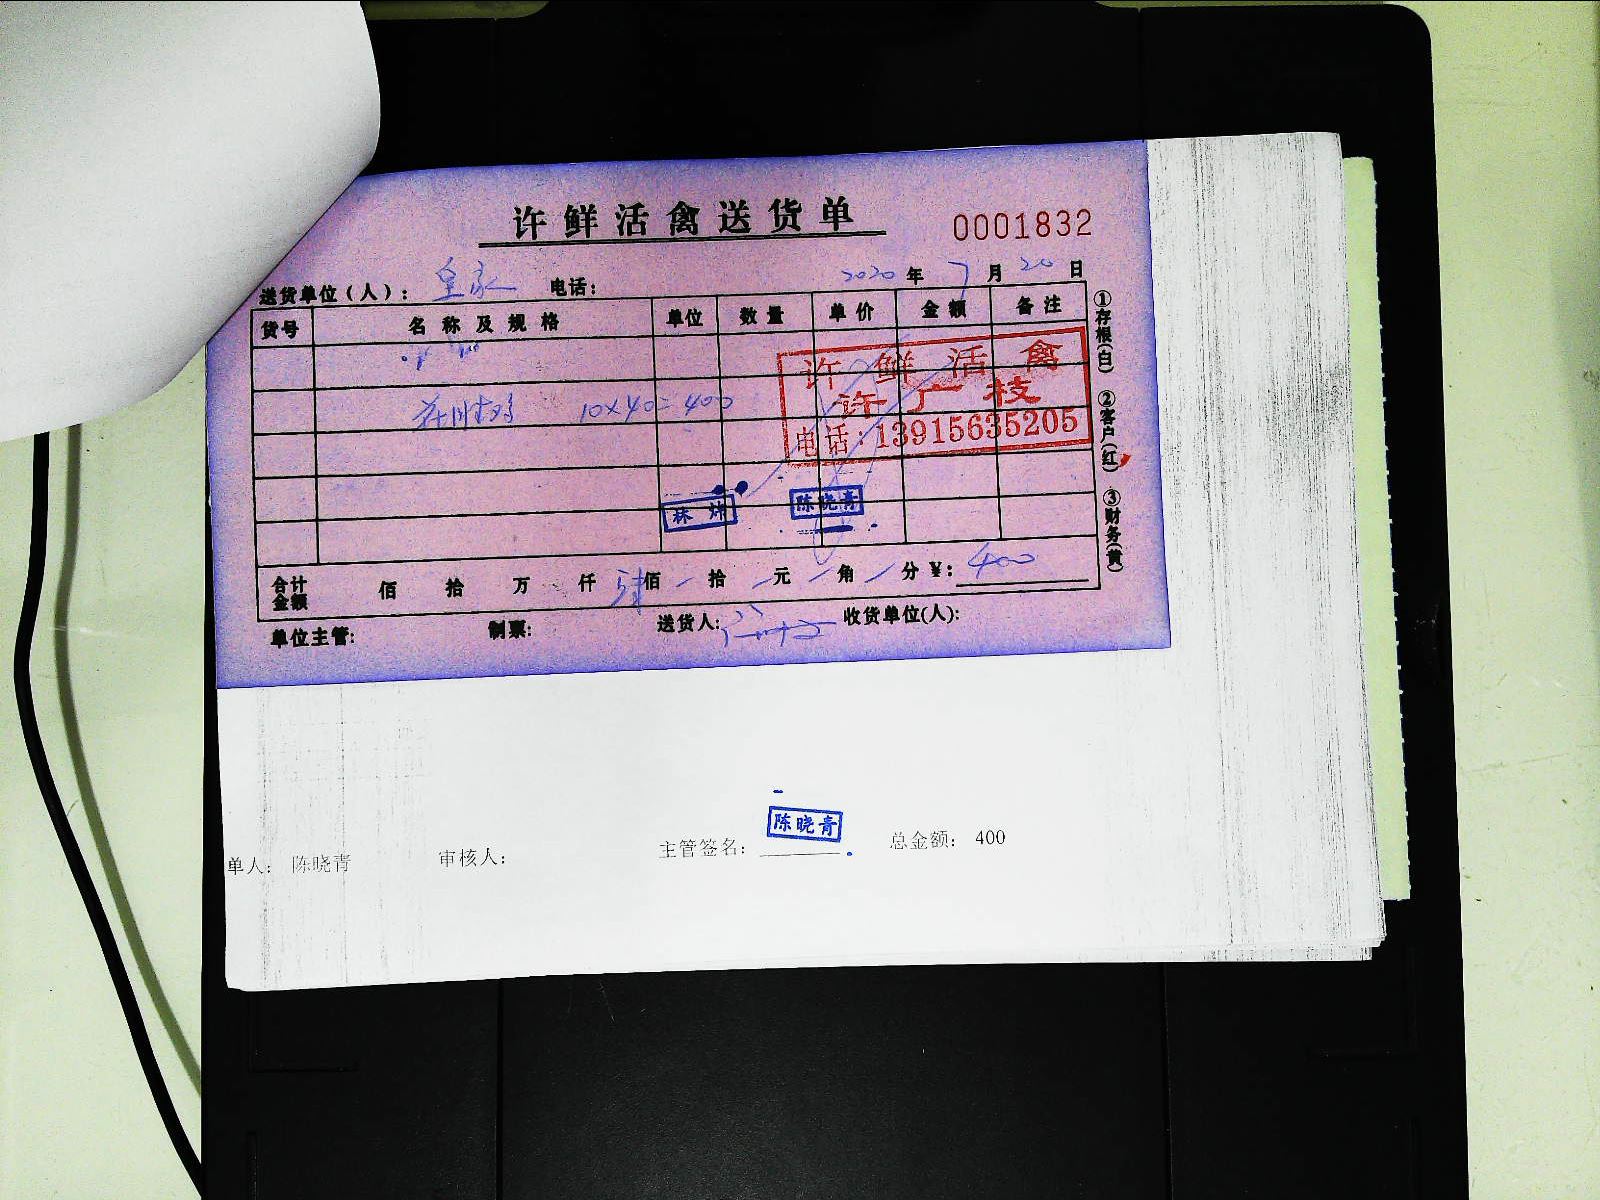 许鲜活禽送货单
0001832
送货单位(人): 皇家 电话: 2020 年 7 月 20 日
货号 名称及规格 单位 数量 单价 金额 备注
10×40=400
许鲜活禽
许广技
电话:13915635205
陈晓青
合计金额 佰 拾 万 仟 肆佰 拾 元 角 分 ¥: 400
单位主管: 制票: 送货人: 收货单位(人):
①存根(白) ②客户(红) ③财务(黄)
陈晓青
单人: 陈晓青 审核人: 主管签名: 总金额: 400